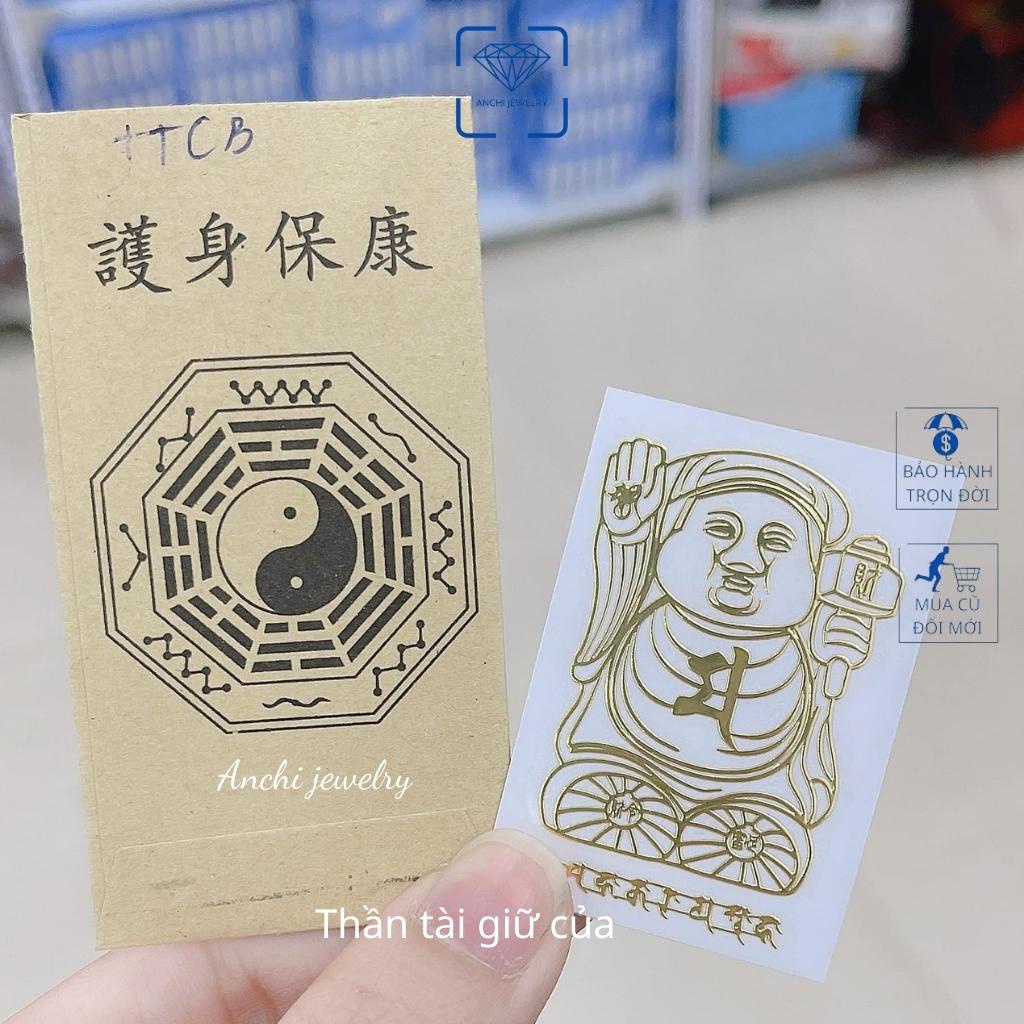 ANCHI JEWELRY
TTCB
護身保康
BẢO HÀNH
TRỌN ĐỜI
財
MUA CŨ
ĐỔI MỚI
Anchi jewelry
Thần tài giữ của